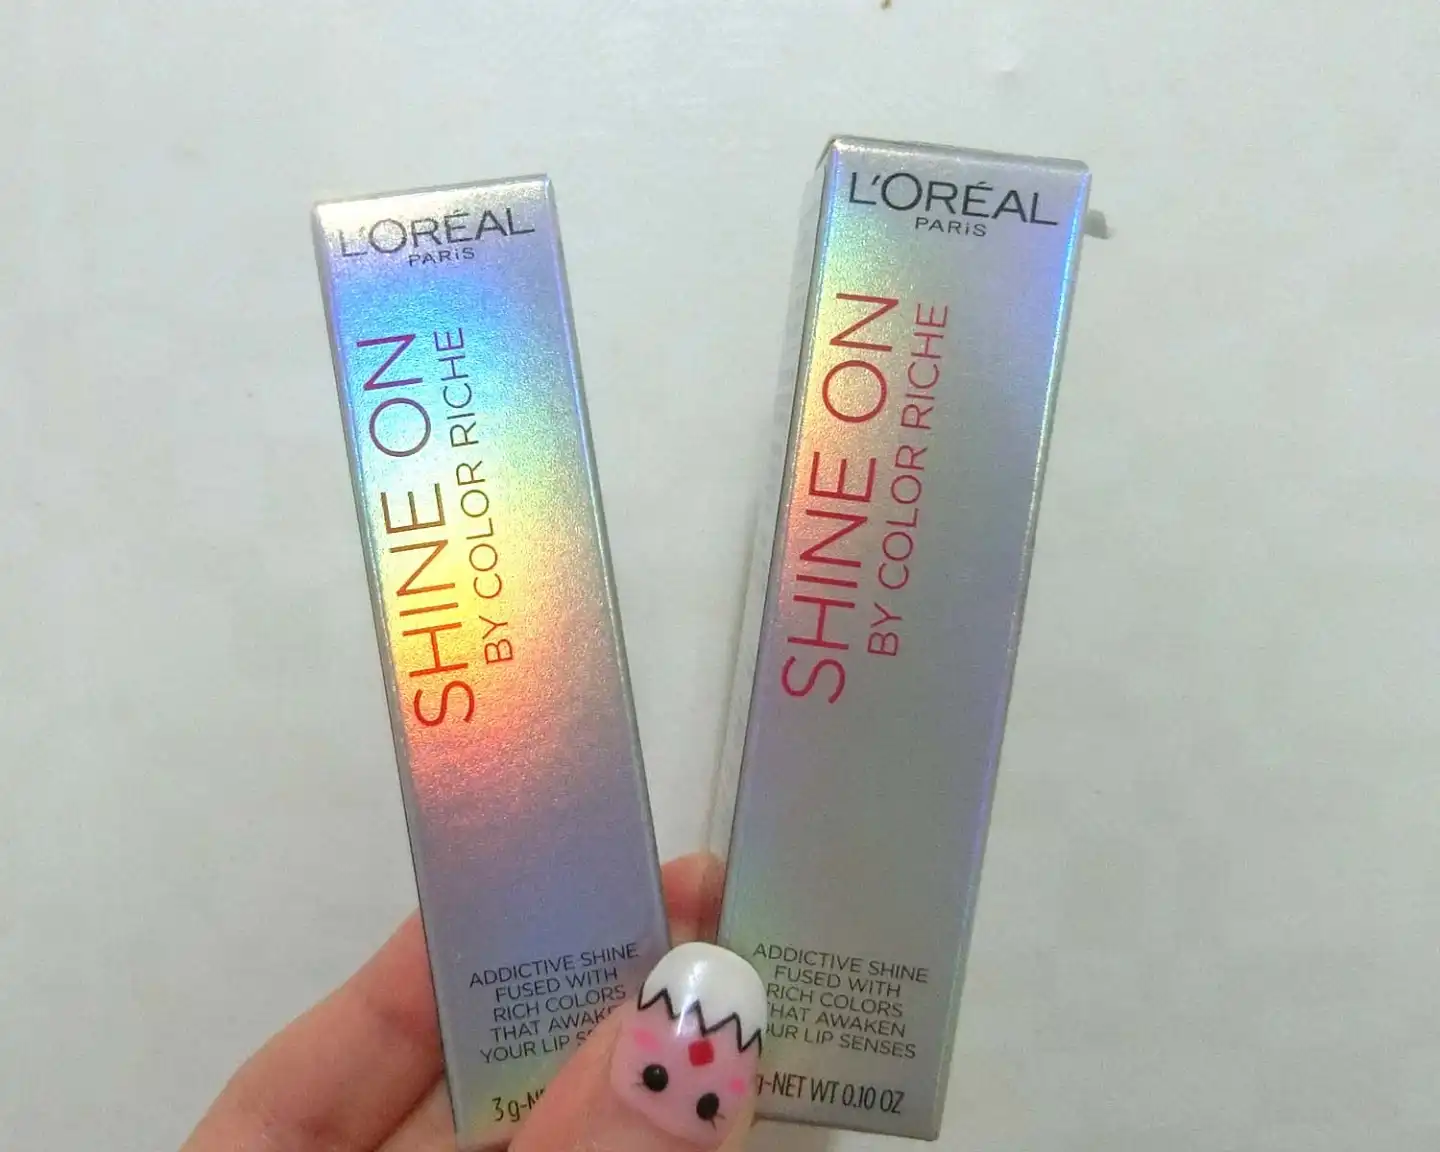 L'ORÉAL
PARiS
SHINE ON
BY COLOR RICHE
ADDICTIVE SHINE
FUSED WITH
RICH COLORS
THAT
YOUR LIP
3g-
L'ORÉAL
PARiS
SHINE ON
BY COLOR RICHE
ADDICTIVE SHINE
FUSED WITH
RICH COLORS
THAT AWAKEN
YOUR LIP SENSES
g-NET WT 0.10 OZ